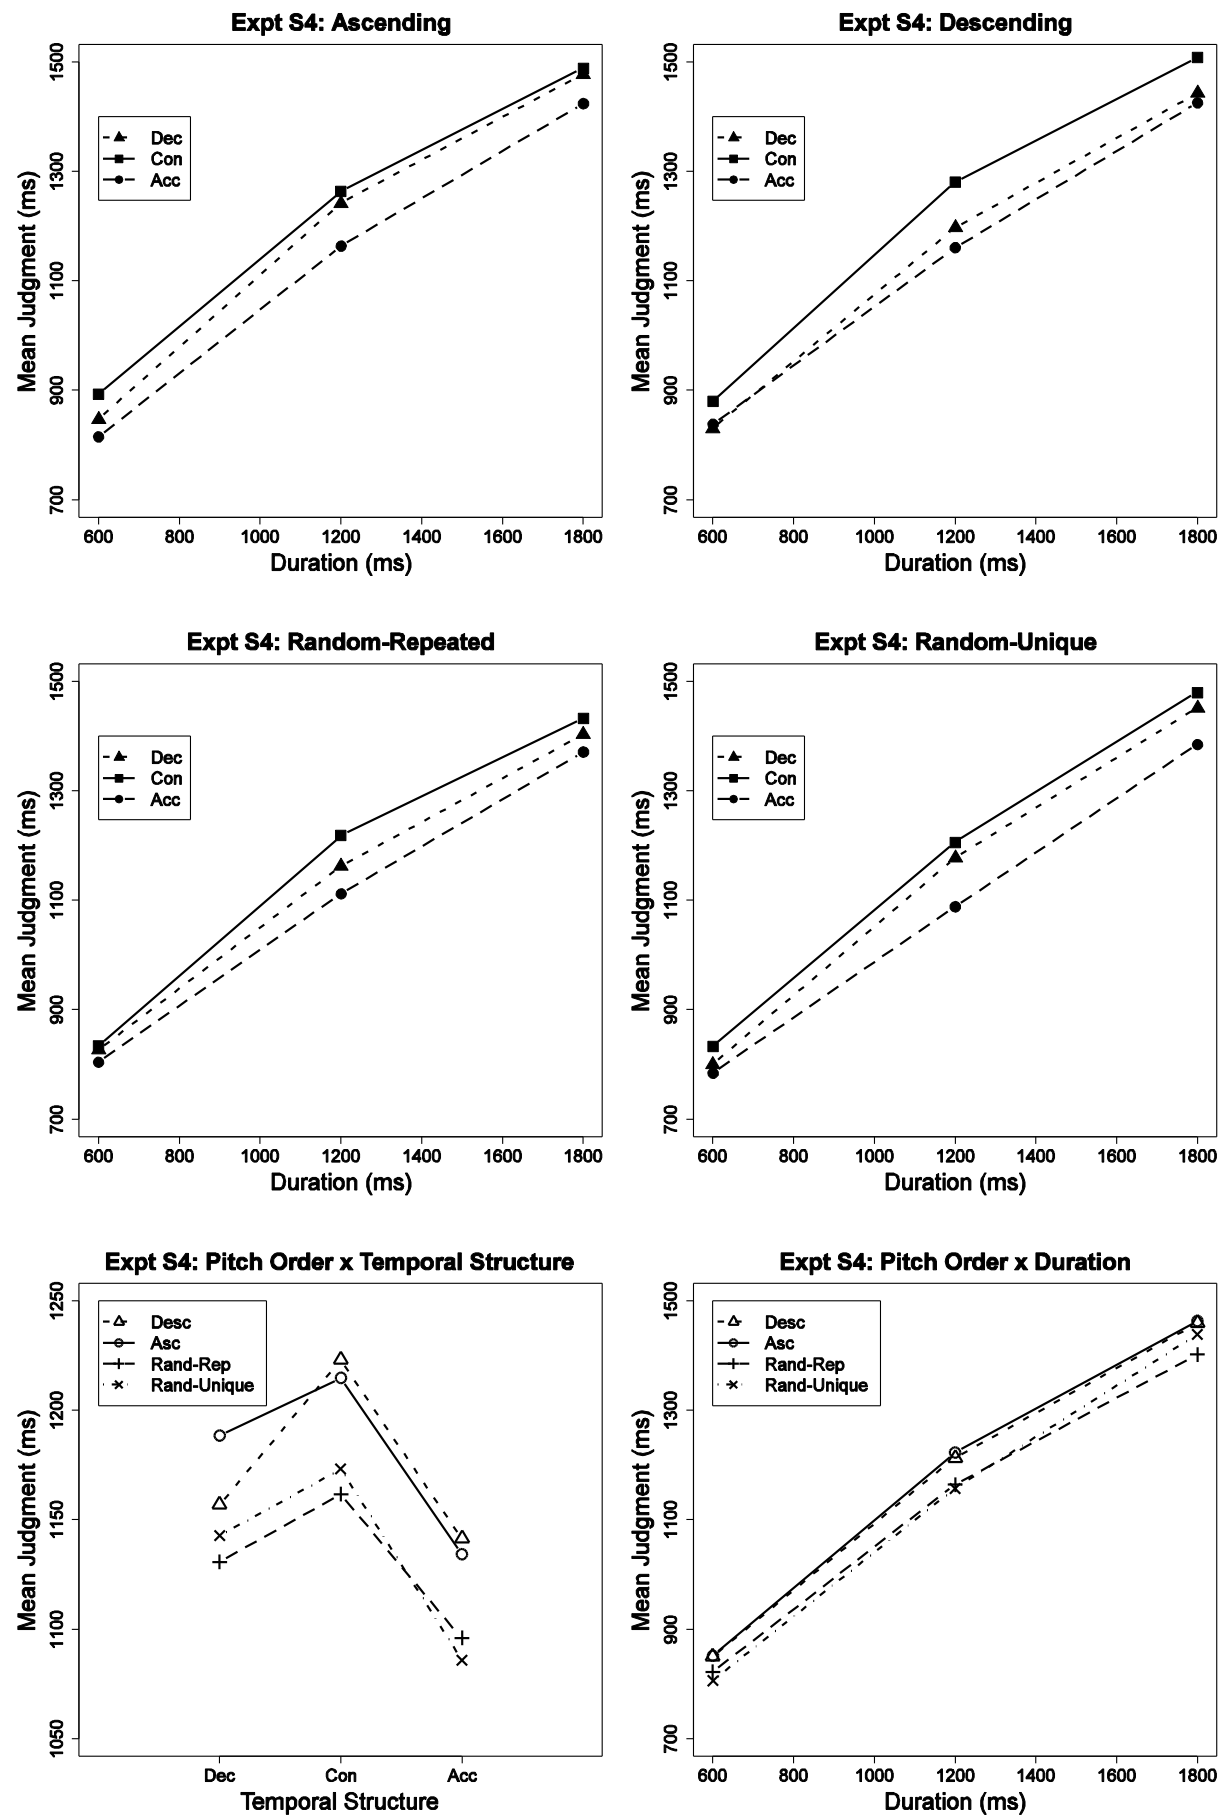 Expt S4: Ascending
Mean Judgment (ms)
1500
1300
1100
900
700
Dec
Con
Acc
600 800 1000 1200 1400 1600 1800
Duration (ms)
Expt S4: Descending
Mean Judgment (ms)
1500
1300
1100
900
700
Dec
Con
Acc
600 800 1000 1200 1400 1600 1800
Duration (ms)
Expt S4: Random-Repeated
Mean Judgment (ms)
1500
1300
1100
900
700
Dec
Con
Acc
600 800 1000 1200 1400 1600 1800
Duration (ms)
Expt S4: Random-Unique
Mean Judgment (ms)
1500
1300
1100
900
700
Dec
Con
Acc
600 800 1000 1200 1400 1600 1800
Duration (ms)
Expt S4: Pitch Order x Temporal Structure
Mean Judgment (ms)
1250
1200
1150
1100
1050
Desc
Asc
Rand-Rep
Rand-Unique
Dec Con Acc
Temporal Structure
Expt S4: Pitch Order x Duration
Mean Judgment (ms)
1500
1300
1100
900
700
Desc
Asc
Rand-Rep
Rand-Unique
600 800 1000 1200 1400 1600 1800
Duration (ms)